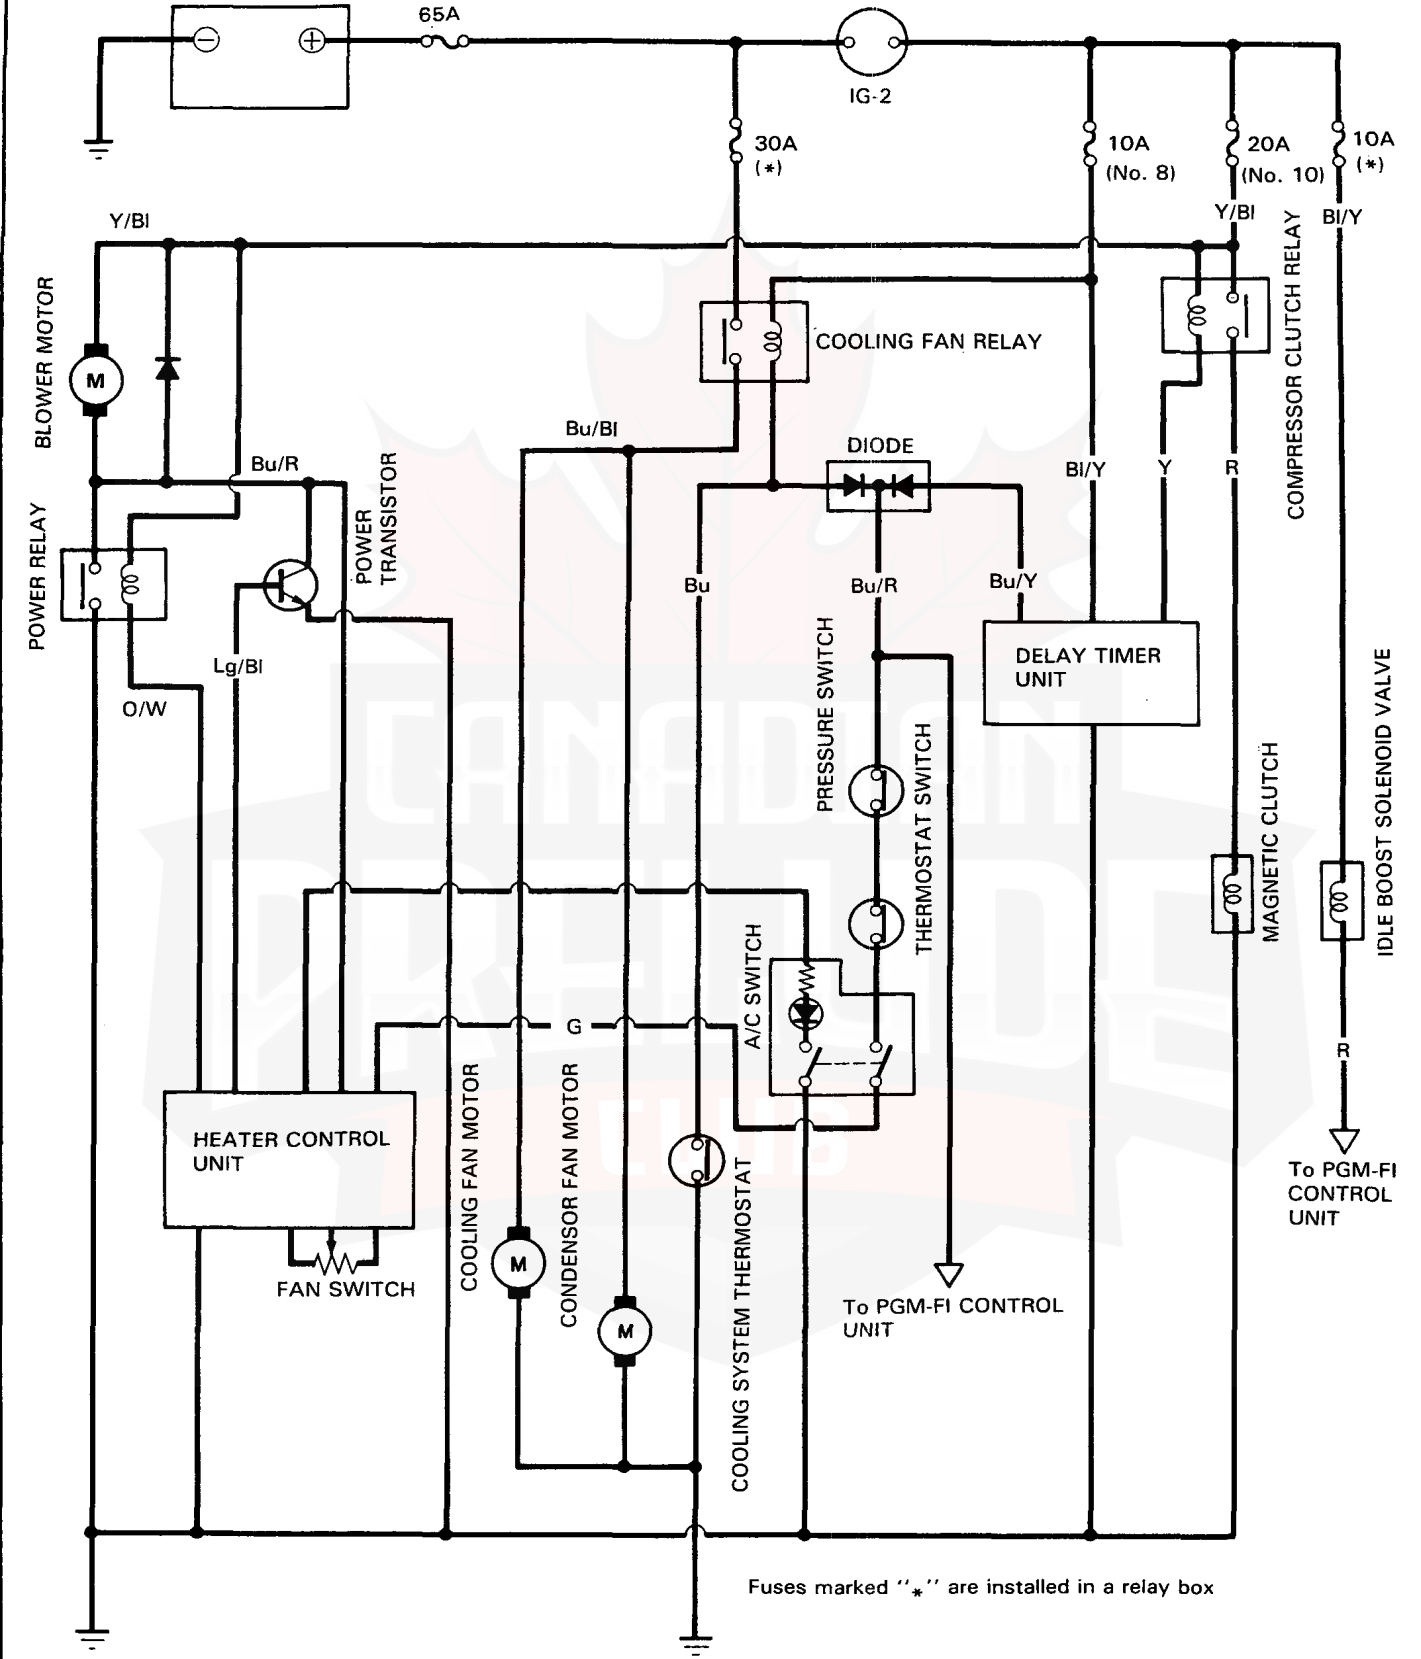 65A
−
+
IG-2
30A
(*)
10A
(No. 8)
20A
(No. 10)
10A
(*)
Y/Bl
Y/Bl
Bl/Y
BLOWER MOTOR
M
COOLING FAN RELAY
COMPRESSOR CLUTCH RELAY
Bu/Bl
DIODE
Bu/R
POWER
TRANSISTOR
Bl/Y
Y
R
POWER RELAY
Bu
Bu/R
Bu/Y
Lg/Bl
O/W
DELAY TIMER
UNIT
PRESSURE SWITCH
THERMOSTAT SWITCH
MAGNETIC CLUTCH
IDLE BOOST SOLENOID VALVE
CANADIAN
PRELUDE
CLUB
A/C SWITCH
G
R
HEATER CONTROL
UNIT
FAN SWITCH
COOLING FAN MOTOR
M
CONDENSOR FAN MOTOR
M
COOLING SYSTEM THERMOSTAT
To PGM-FI CONTROL
UNIT
To PGM-FI
CONTROL
UNIT
Fuses marked ''*'' are installed in a relay box